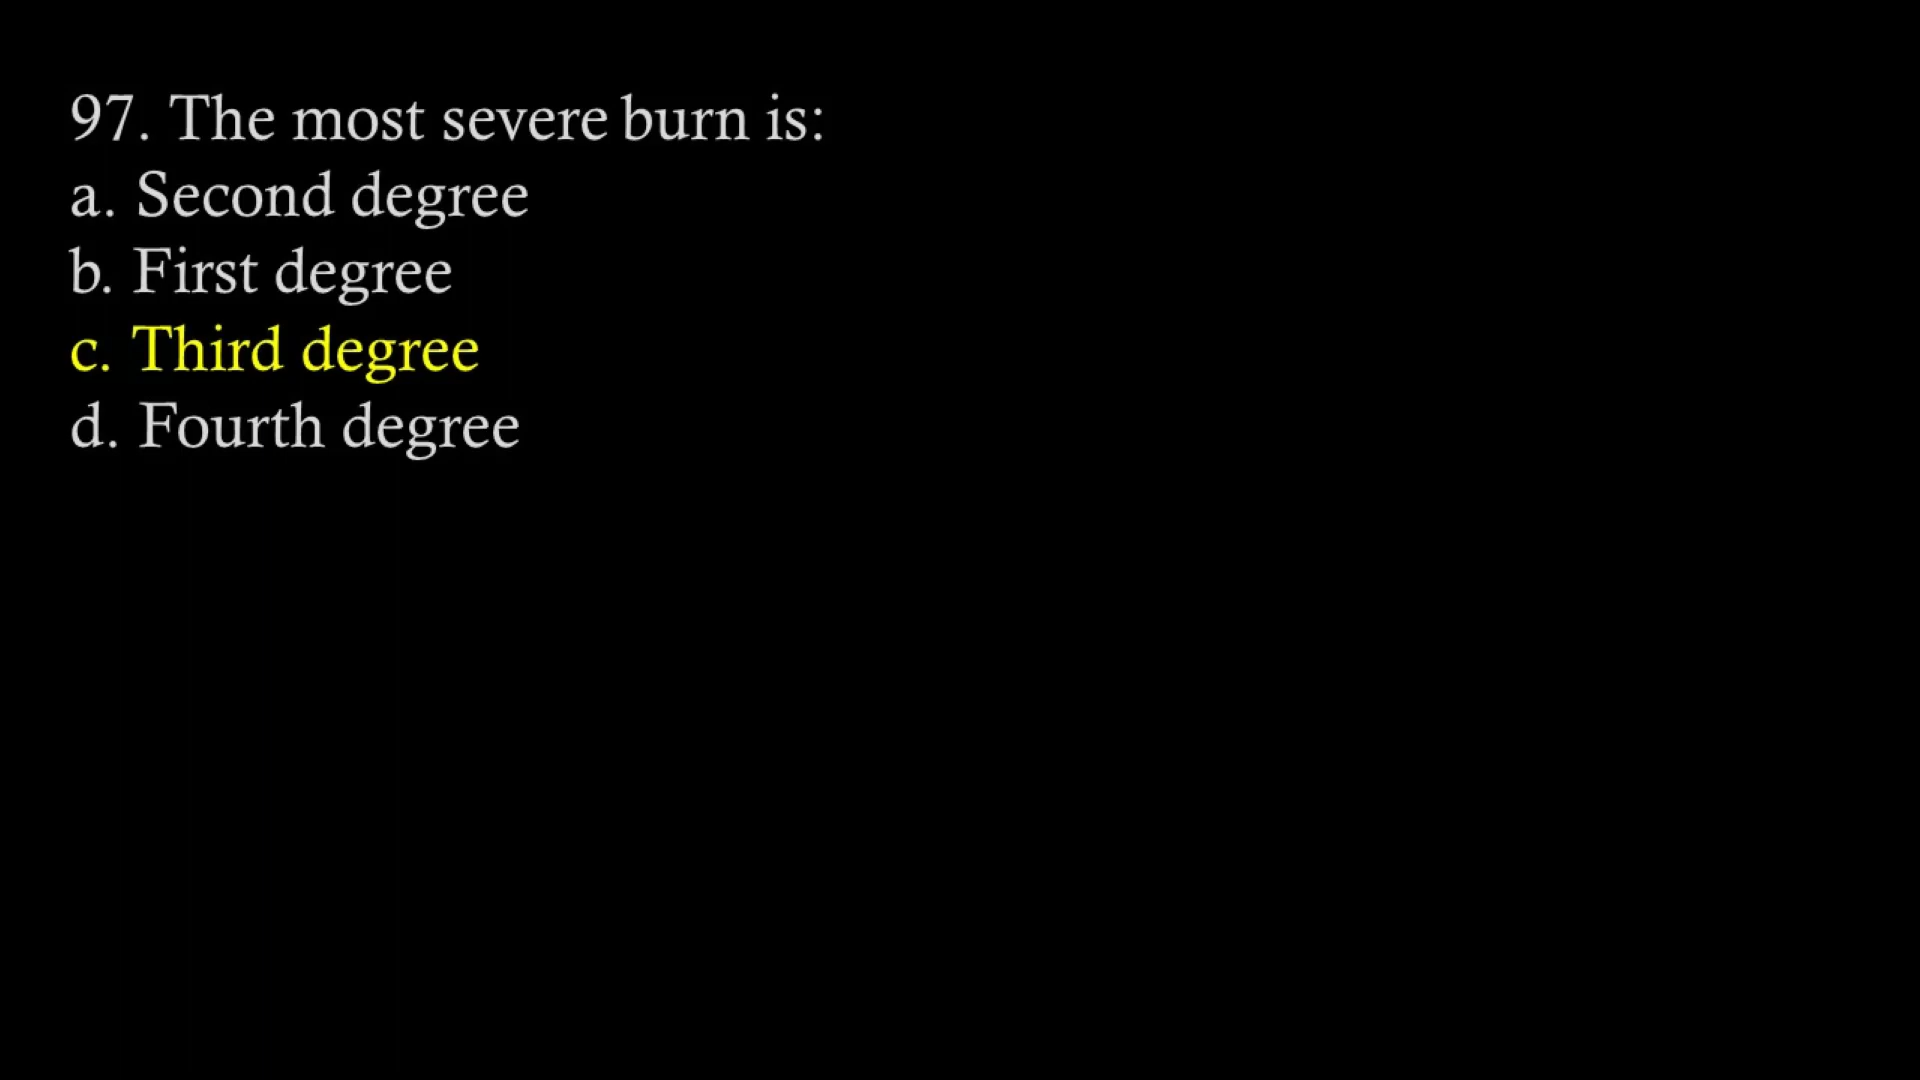 97. The most severe burn is:
a. Second degree
b. First degree
c. Third degree
d. Fourth degree